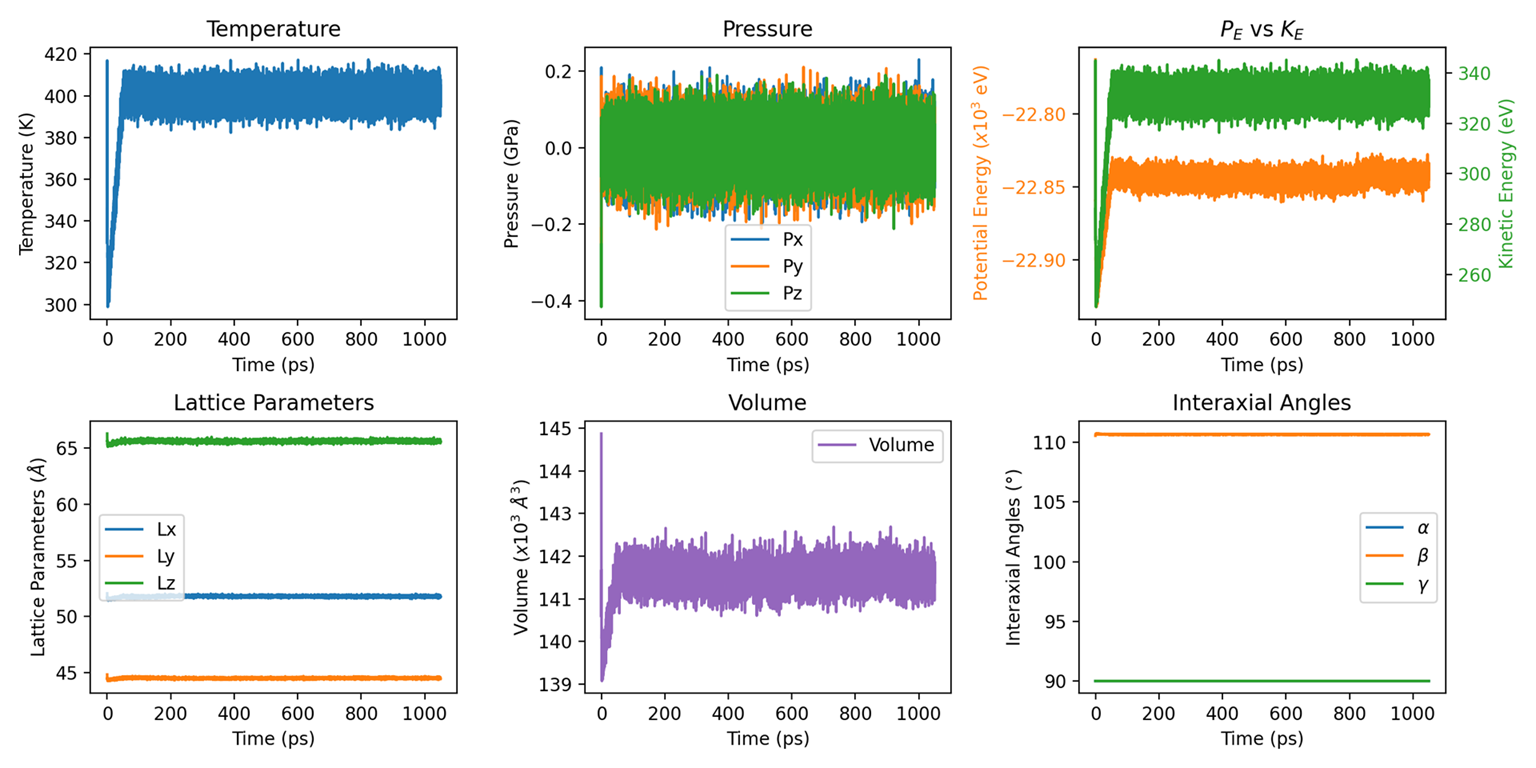 Temperature
Temperature (K)
420
400
380
360
340
320
300
0 200 400 600 800 1000
Time (ps)
Pressure
Pressure (GPa)
0.2
0.0
−0.2
−0.4
Px
Py
Pz
0 200 400 600 800 1000
Time (ps)
P_E vs K_E
Potential Energy (x10³ eV)
−22.80
−22.85
−22.90
340
320
300
280
260
Kinetic Energy (eV)
0 200 400 600 800 1000
Time (ps)
Lattice Parameters
Lattice Parameters (Å)
65
60
55
50
45
Lx
Ly
Lz
0 200 400 600 800 1000
Time (ps)
Volume
Volume (x10³ Å³)
145
144
143
142
141
140
139
Volume
0 200 400 600 800 1000
Time (ps)
Interaxial Angles
Interaxial Angles (°)
110
105
100
95
90
α
β
γ
0 200 400 600 800 1000
Time (ps)